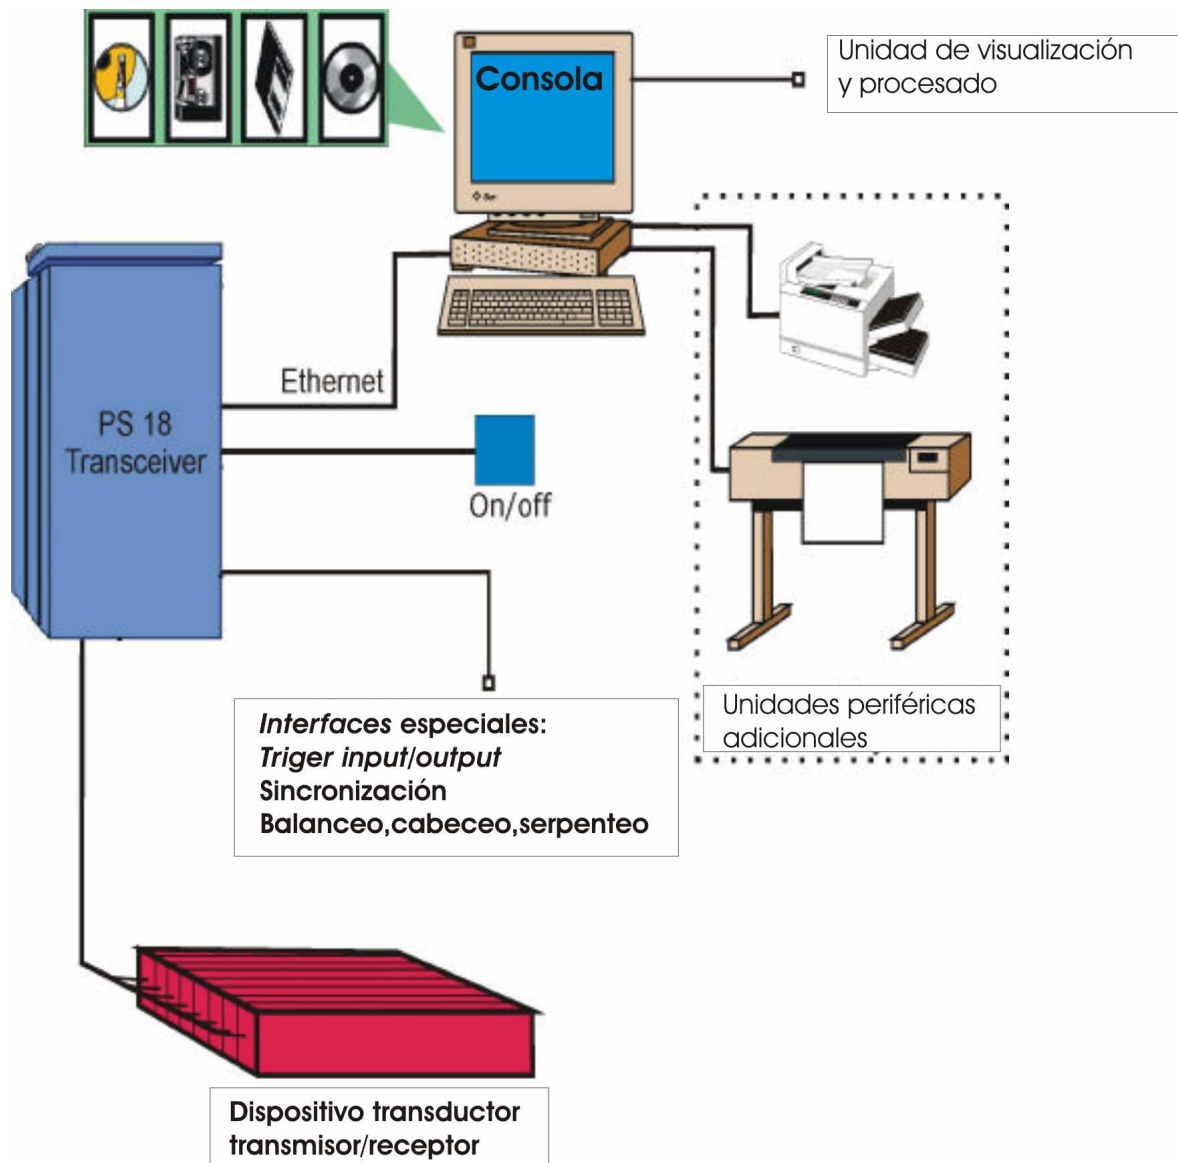 Consola
Unidad de visualización
y procesado
Sun
Ethernet
PS 18
Transceiver
On/off
Interfaces especiales:
Triger input/output
Sincronización
Balanceo,cabeceo,serpenteo
Unidades periféricas
adicionales
Dispositivo transductor
transmisor/receptor